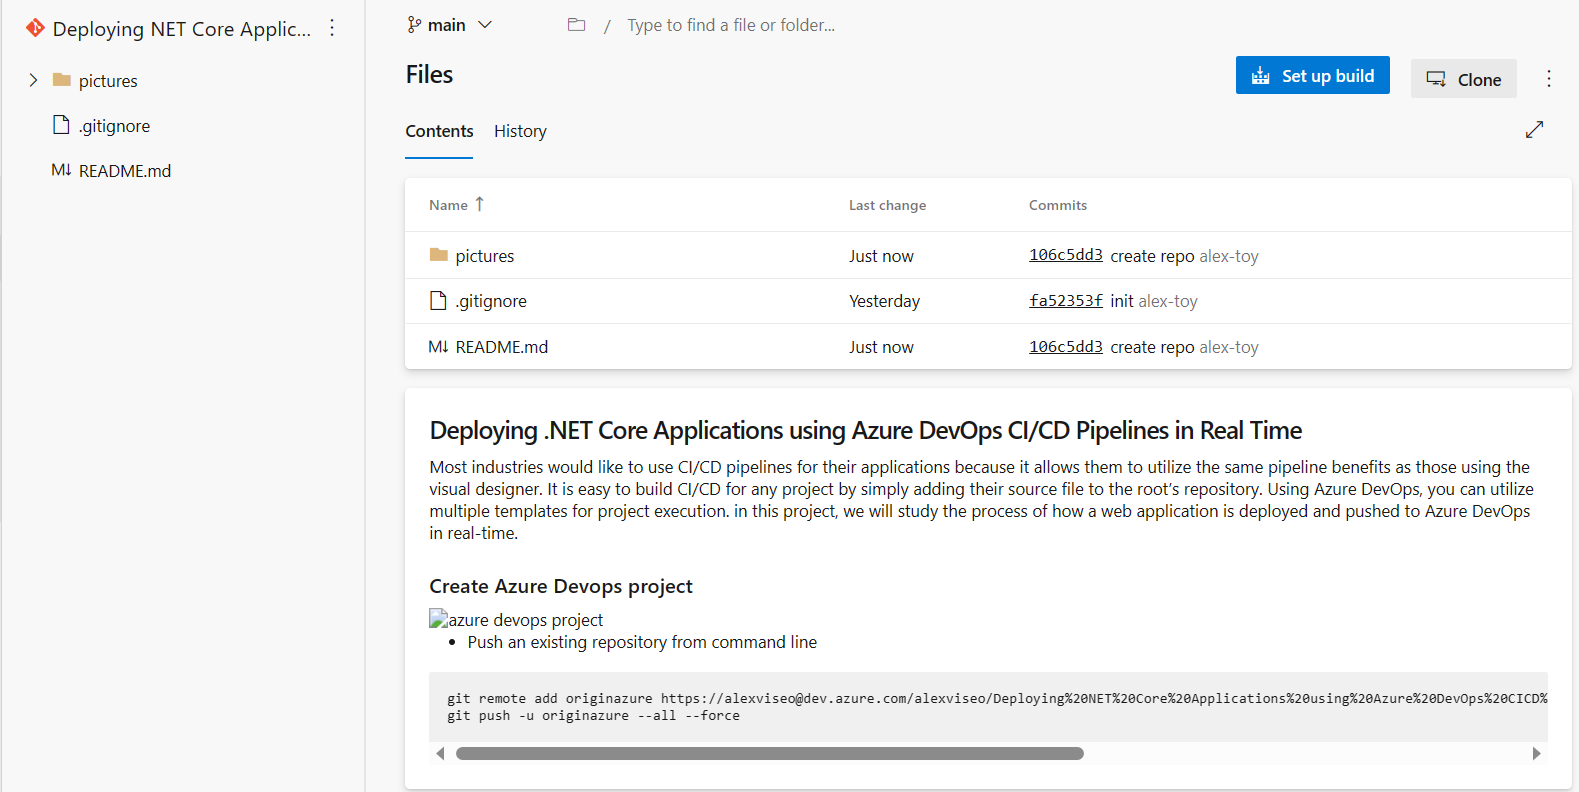 Deploying NET Core Applic...
pictures
.gitignore
M↓ README.md
main
/ Type to find a file or folder...
Files
Set up build
Clone
Contents History
Name ↑ Last change Commits
pictures Just now 106c5dd3 create repo alex-toy
.gitignore Yesterday fa52353f init alex-toy
M↓ README.md Just now 106c5dd3 create repo alex-toy
Deploying .NET Core Applications using Azure DevOps CI/CD Pipelines in Real Time
Most industries would like to use CI/CD pipelines for their applications because it allows them to utilize the same pipeline benefits as those using the
visual designer. It is easy to build CI/CD for any project by simply adding their source file to the root’s repository. Using Azure DevOps, you can utilize
multiple templates for project execution. in this project, we will study the process of how a web application is deployed and pushed to Azure DevOps
in real-time.
Create Azure Devops project
azure devops project
• Push an existing repository from command line
git remote add originazure https://alexviseo@dev.azure.com/alexviseo/Deploying%20NET%20Core%20Applications%20using%20Azure%20DevOps%20CICD%
git push -u originazure --all --force